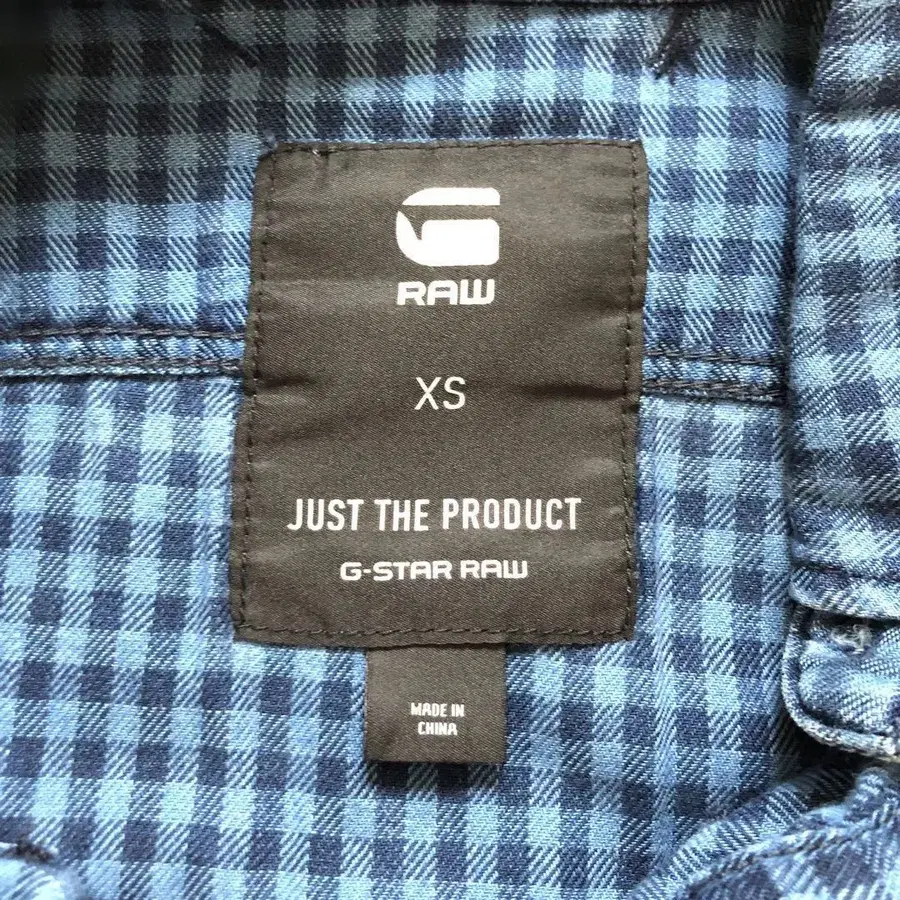 G
RAW
XS
JUST THE PRODUCT
G-STAR RAW
MADE IN
CHINA